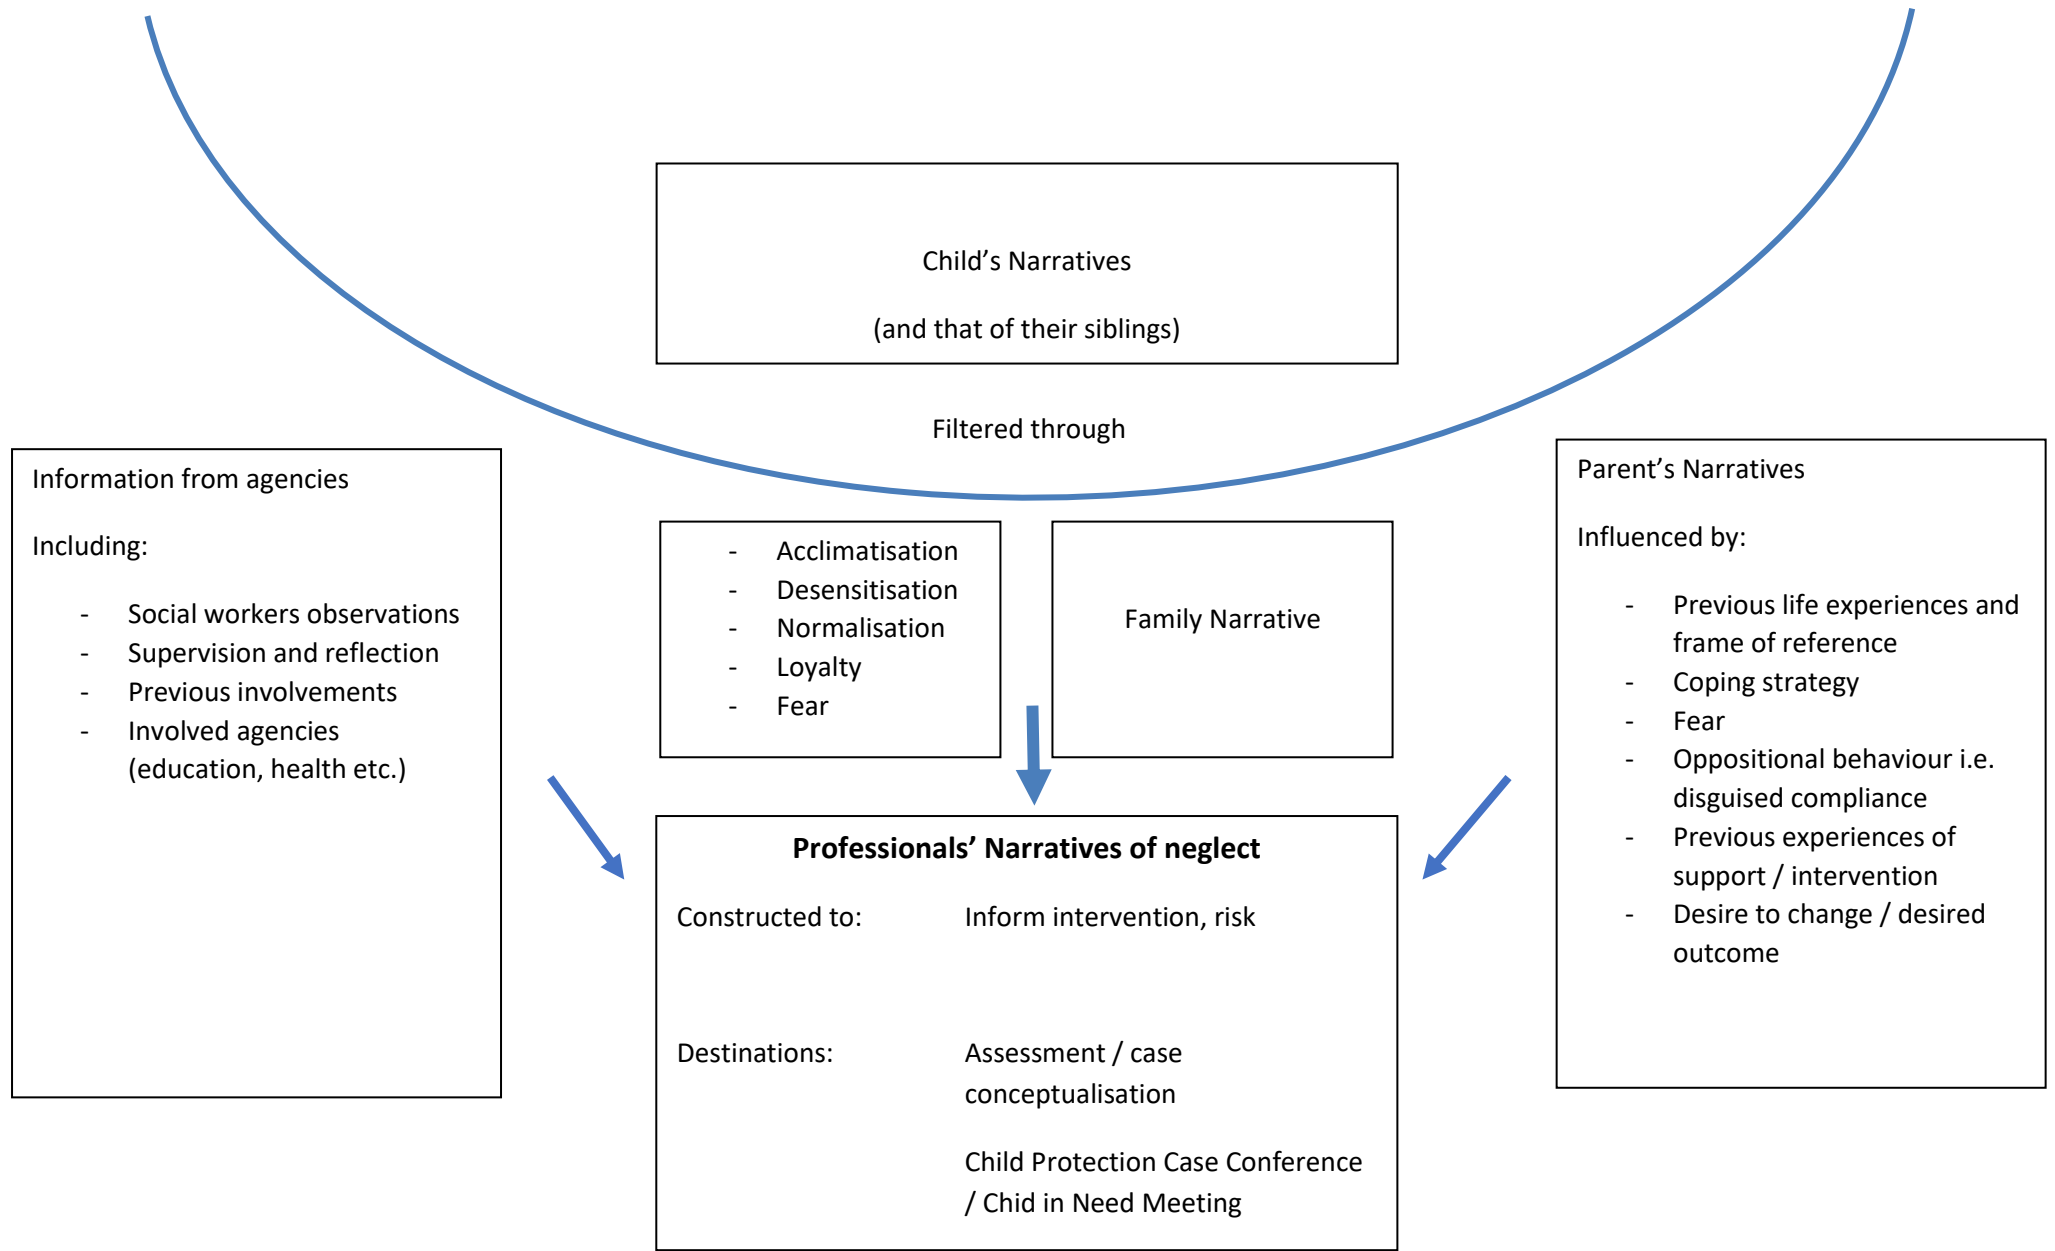 Child’s Narratives
(and that of their siblings)
Filtered through
Information from agencies
Including:
- Social workers observations
- Supervision and reflection
- Previous involvements
- Involved agencies
(education, health etc.)
- Acclimatisation
- Desensitisation
- Normalisation
- Loyalty
- Fear
Family Narrative
Parent’s Narratives
Influenced by:
- Previous life experiences and
frame of reference
- Coping strategy
- Fear
- Oppositional behaviour i.e.
disguised compliance
- Previous experiences of
support / intervention
- Desire to change / desired
outcome
Professionals’ Narratives of neglect
Constructed to: Inform intervention, risk
Destinations: Assessment / case
conceptualisation
Child Protection Case Conference
/ Chid in Need Meeting